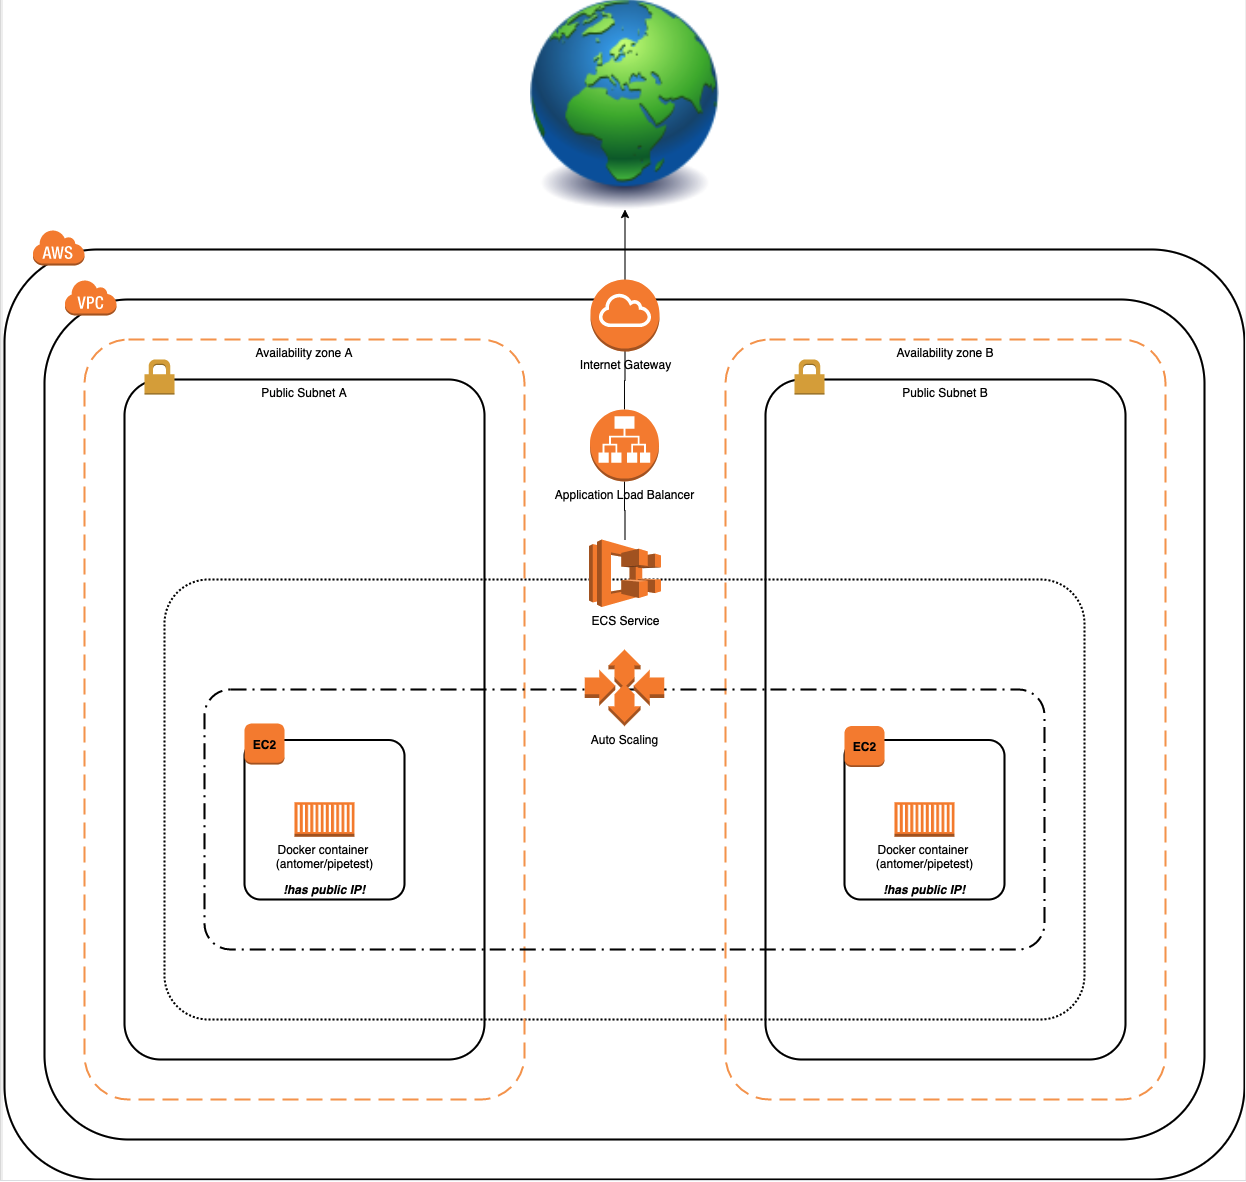 AWS
VPC
Availability zone A
Public Subnet A
Internet Gateway
Availability zone B
Public Subnet B
Application Load Balancer
ECS Service
Auto Scaling
EC2
Docker container
(antomer/pipetest)
!has public IP!
EC2
Docker container
(antomer/pipetest)
!has public IP!